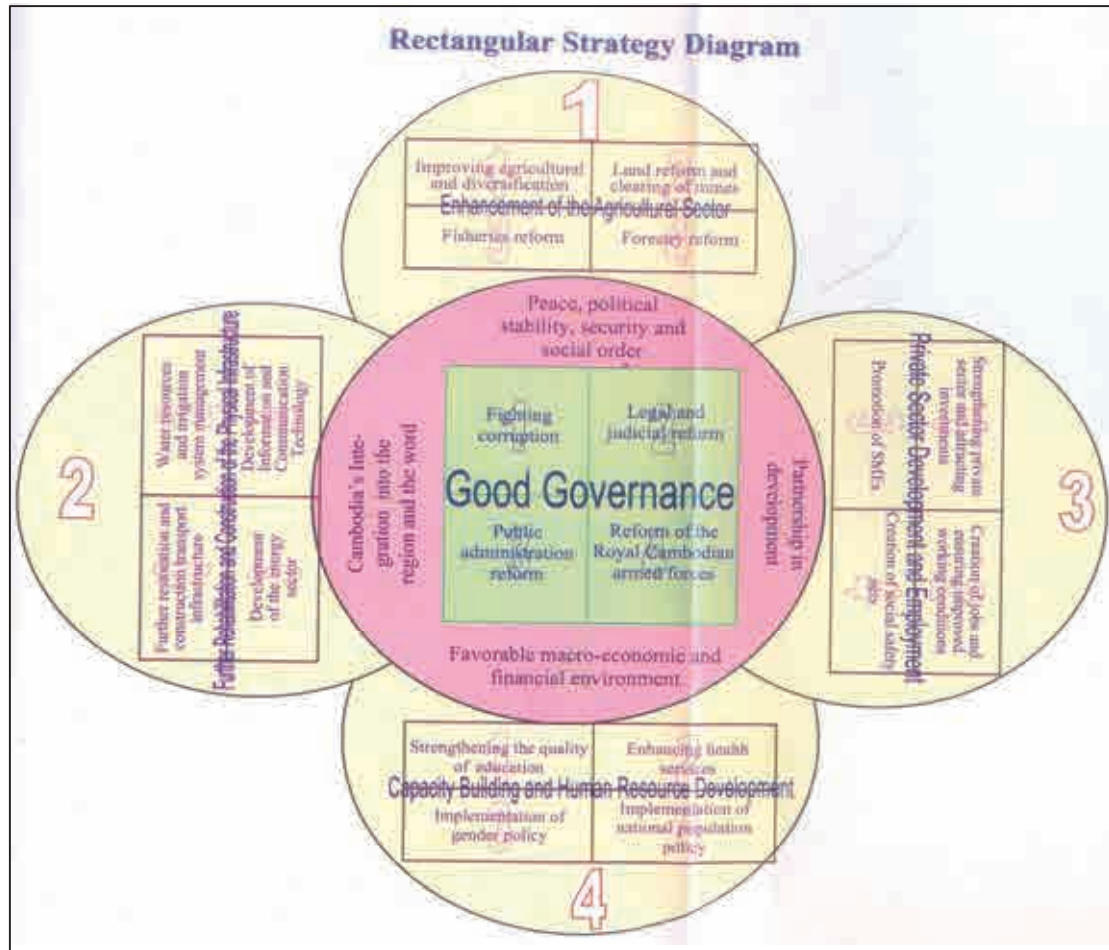 Rectangular Strategy Diagram
1
Improving agricultural
and diversification
Land reform and
clearing of mines
Enhancement of the Agricultural Sector
Fisheries reform
Forestry reform
2
Water resources
and irrigation
system management
Development of
Information and
Communication
Technology
Further Rehabilitation and Construction of the Physical Infrastructure
Further restoration and
construction transport
infrastructure
Development
of the energy
sector
Peace, political
stability, security and
social order
Cambodia's Inte-
gration into the
region and the word
Fighting
corruption
Legal and
judicial reform
Good Governance
Public
administration
reform
Reform of the
Royal Cambodian
armed forces
Partnership in
development
Favorable macro-economic and
financial environment
3
Strengthening private
sector and attracting
investments
Promotion of SMEs
Private Sector Development and Employment
Creation of jobs and
ensuring improved
working conditions
Creation of social safety
Strengthening the quality
of education
Enhancing health
services
Capacity Building and Human Resource Development
Implementation of
gender policy
Implementation of
national population
policy
4